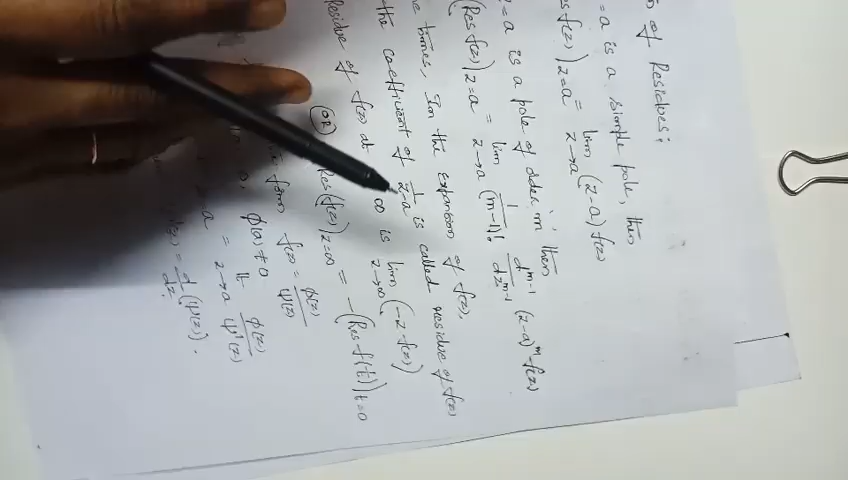 of Residues:
= a is a simple pole, then
Res f(z))z=a = lim z→a (z-a) f(z)
z = a is a pole of order 'm' then
(Res f(z))z=a = lim z→a 1/(m-1)! d^m-1/dz^m-1 (z-a)^m f(z)
times, In the expansion of f(z),
the coefficient of 1/z-a is called residue of f(z)
Residue of f(z) at ∞ is lim z→∞ (-z f(z))
(OR) Res(f(z))z=∞ = -(Res f(1/t))t=0
form f(z) = φ(z)/ψ(z)
φ(a) ≠ 0
z→a = lt z→a φ(z)/ψ'(z)
= d/dz (ψ(z)).